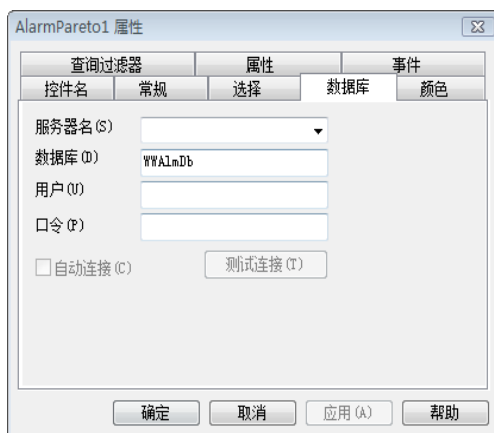 AlarmPareto1 属性
查询过滤器 属性 事件
控件名 常规 选择 数据库 颜色
服务器名(S)
数据库(D) WWAlmDb
用户(U)
口令(P)
自动连接(C) 测试连接(T)
确定 取消 应用(A) 帮助